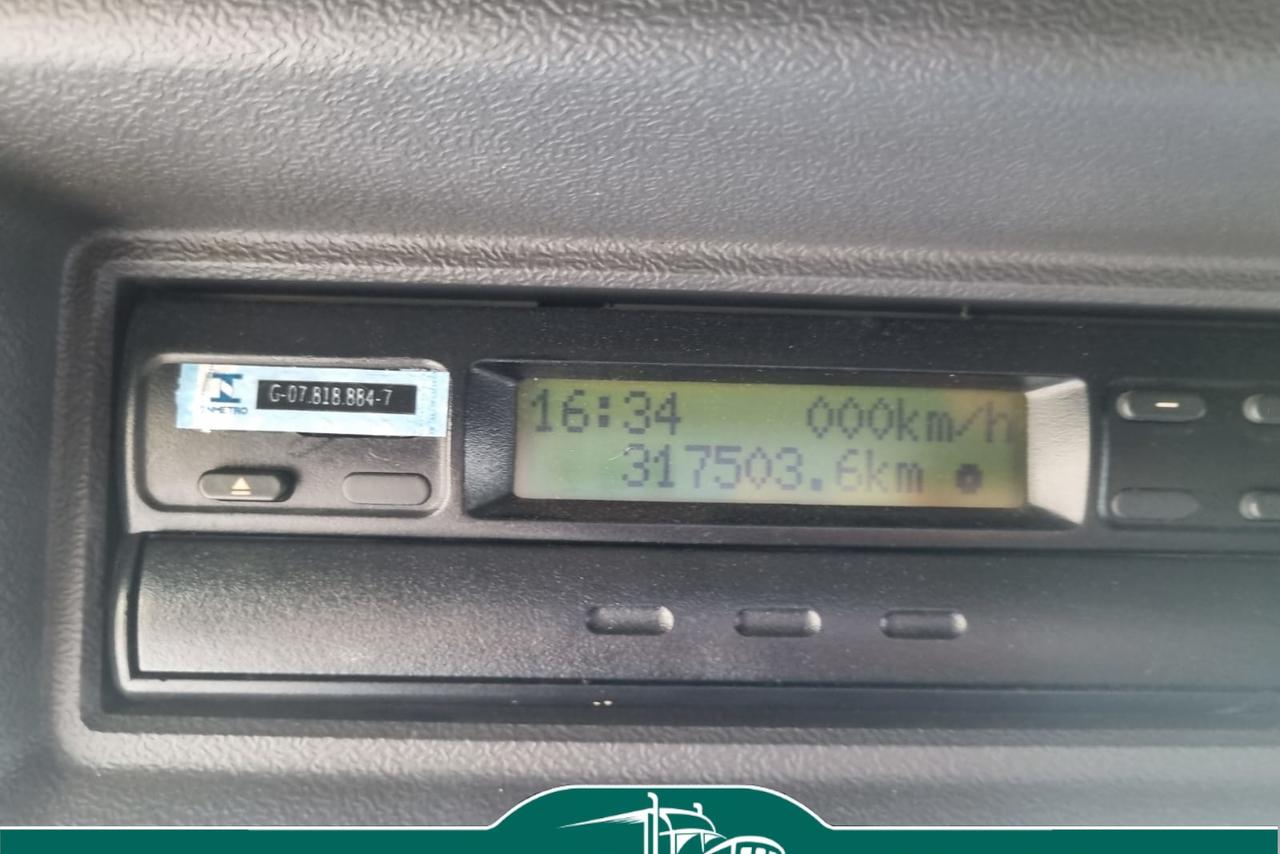 INMETRO
G-07.818.884-7
16:34 000km/h
317503.6km